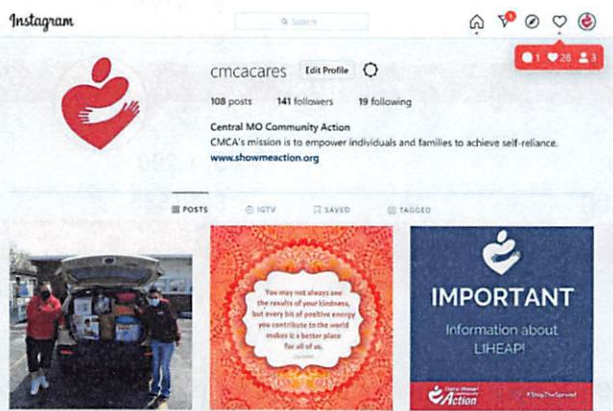 Instagram
Search
1
1 28 3
cmcacares Edit Profile
108 posts 141 followers 19 following
Central MO Community Action
CMCA's mission is to empower individuals and families to achieve self-reliance.
www.showmeaction.org
POSTS IGTV SAVED TAGGED
You may not always see
the results of your kindness,
but every bit of positive energy
you contribute to the world
makes it a better place
for all of us.
IMPORTANT
Information about
LIHEAP!
Central Missouri
Community
Action
#StopTheSpread